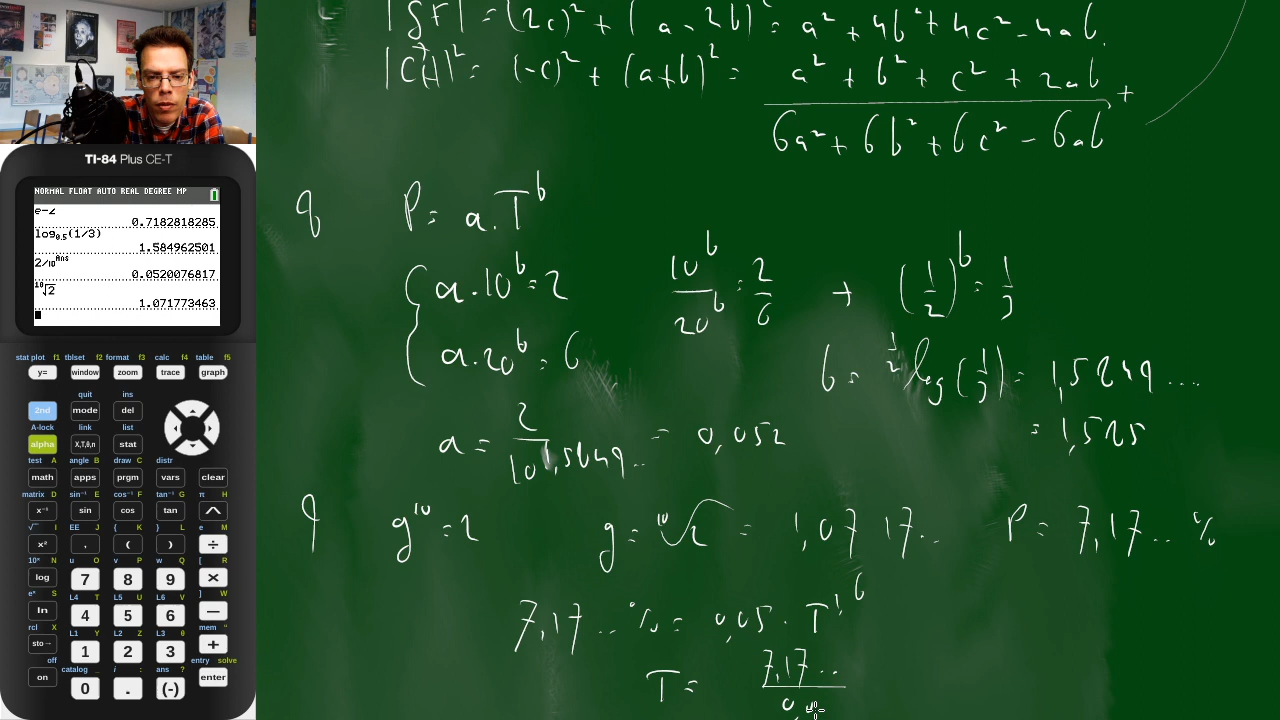 |SF|² = (2c)² + (a - 2b)² = a² + 4b² + 4c² - 4ab
|CH|² = (-c)² + (a+b)² = a² + b² + c² + 2ab +
6a² + 6b² + 6c² - 6ab
8 P = a·T^b
a·10^b = 2
a·20^b = 6
10^b/20^b = 2/6 → (1/2)^b = 1/3
b = ½log(1/3) = 1,5849....
= 1,585
a = 2/10^1,5849.. = 0,052
9 g^10 = 2 g = ¹⁰√2 = 1,0717.. P = 7,17.. %
7,17.. % = 0,05 · T^1,6
T = 7,17../0,
TI-84 Plus CE-T
NORMAL FLOAT AUTO REAL DEGREE MP
e-2
0.7182818285
log0.5(1/3)
1.584962501
2/10^Ans
0.0520076817
¹⁰√2
1.071773463
stat plot f1 tblset f2 format f3 calc f4 table f5
y= window zoom trace graph
quit ins
2nd mode del
A-lock link list
alpha X,T,θ,n stat
test A angle B draw C distr
math apps prgm vars clear
matrix D sin⁻¹ E cos⁻¹ F tan⁻¹ G π H
x⁻¹ sin cos tan ^
√ I EE J { K } L e M
x² , ( ) ÷
10ˣ N u O v P w Q [ R
log 7 8 9 ×
eˣ S L4 T L5 U L6 V ] W
ln 4 5 6 —
rcl X L1 Y L2 Z L3 θ mem "
sto→ 1 2 3 +
off catalog i : ans ? entry solve
on 0 . (-) enter